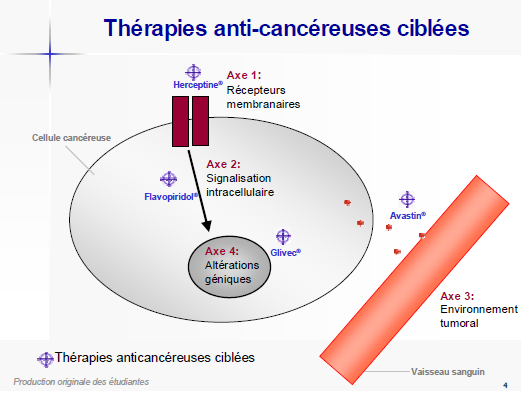 Thérapies anti-cancéreuses ciblées
Herceptine®
Axe 1:
Récepteurs
membranaires
Cellule cancéreuse
Axe 2:
Signalisation
intracellulaire
Flavopiridol®
Avastin®
Axe 4:
Altérations
géniques
Glivec®
Axe 3:
Environnement
tumoral
Thérapies anticancéreuses ciblées
Vaisseau sanguin
Production originale des étudiantes
4